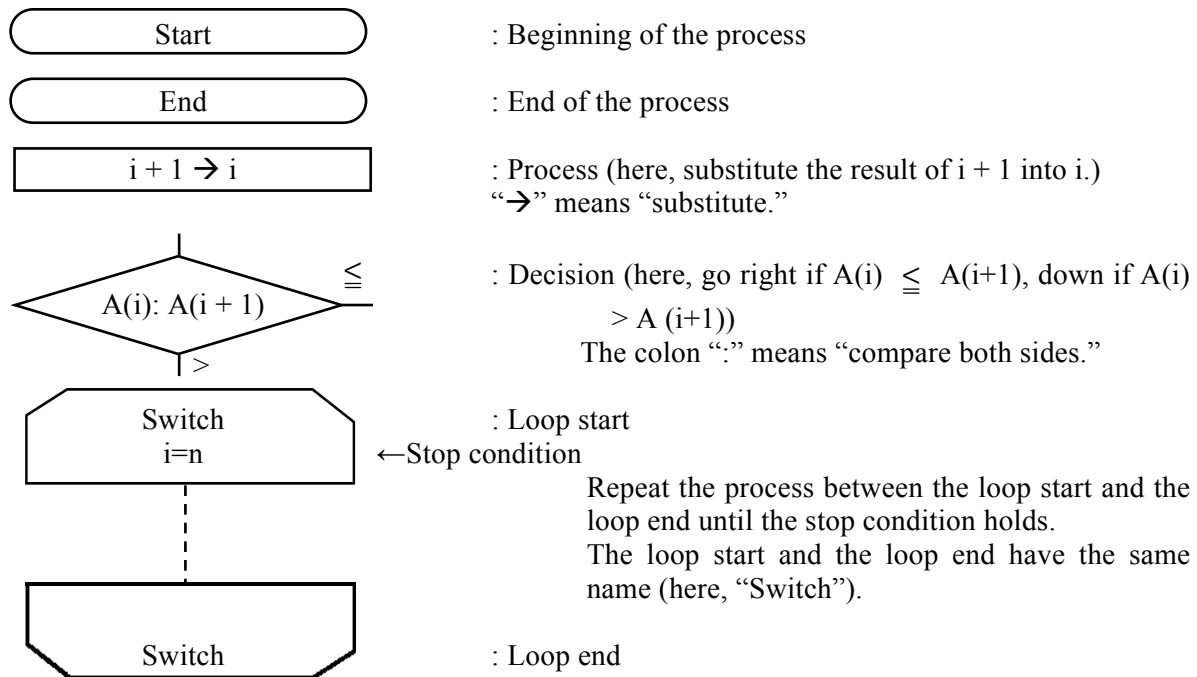 Start : Beginning of the process
End : End of the process
i + 1 → i : Process (here, substitute the result of i + 1 into i.)
“→” means “substitute.”
≦
A(i): A(i + 1) : Decision (here, go right if A(i) ≦ A(i+1), down if A(i)
> A (i+1))
The colon “:” means “compare both sides.”
>
Switch : Loop start
i=n ←Stop condition
Repeat the process between the loop start and the
loop end until the stop condition holds.
The loop start and the loop end have the same
name (here, “Switch”).
Switch : Loop end